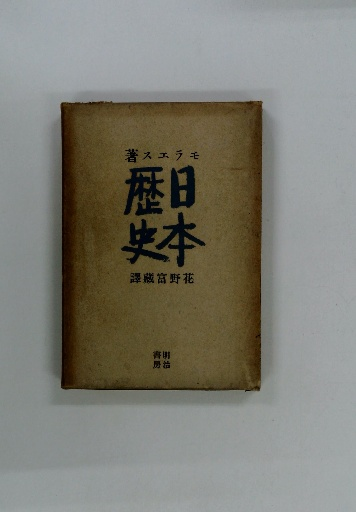 モラエス著
日本
歴史
花野富蔵譯
明治
書房